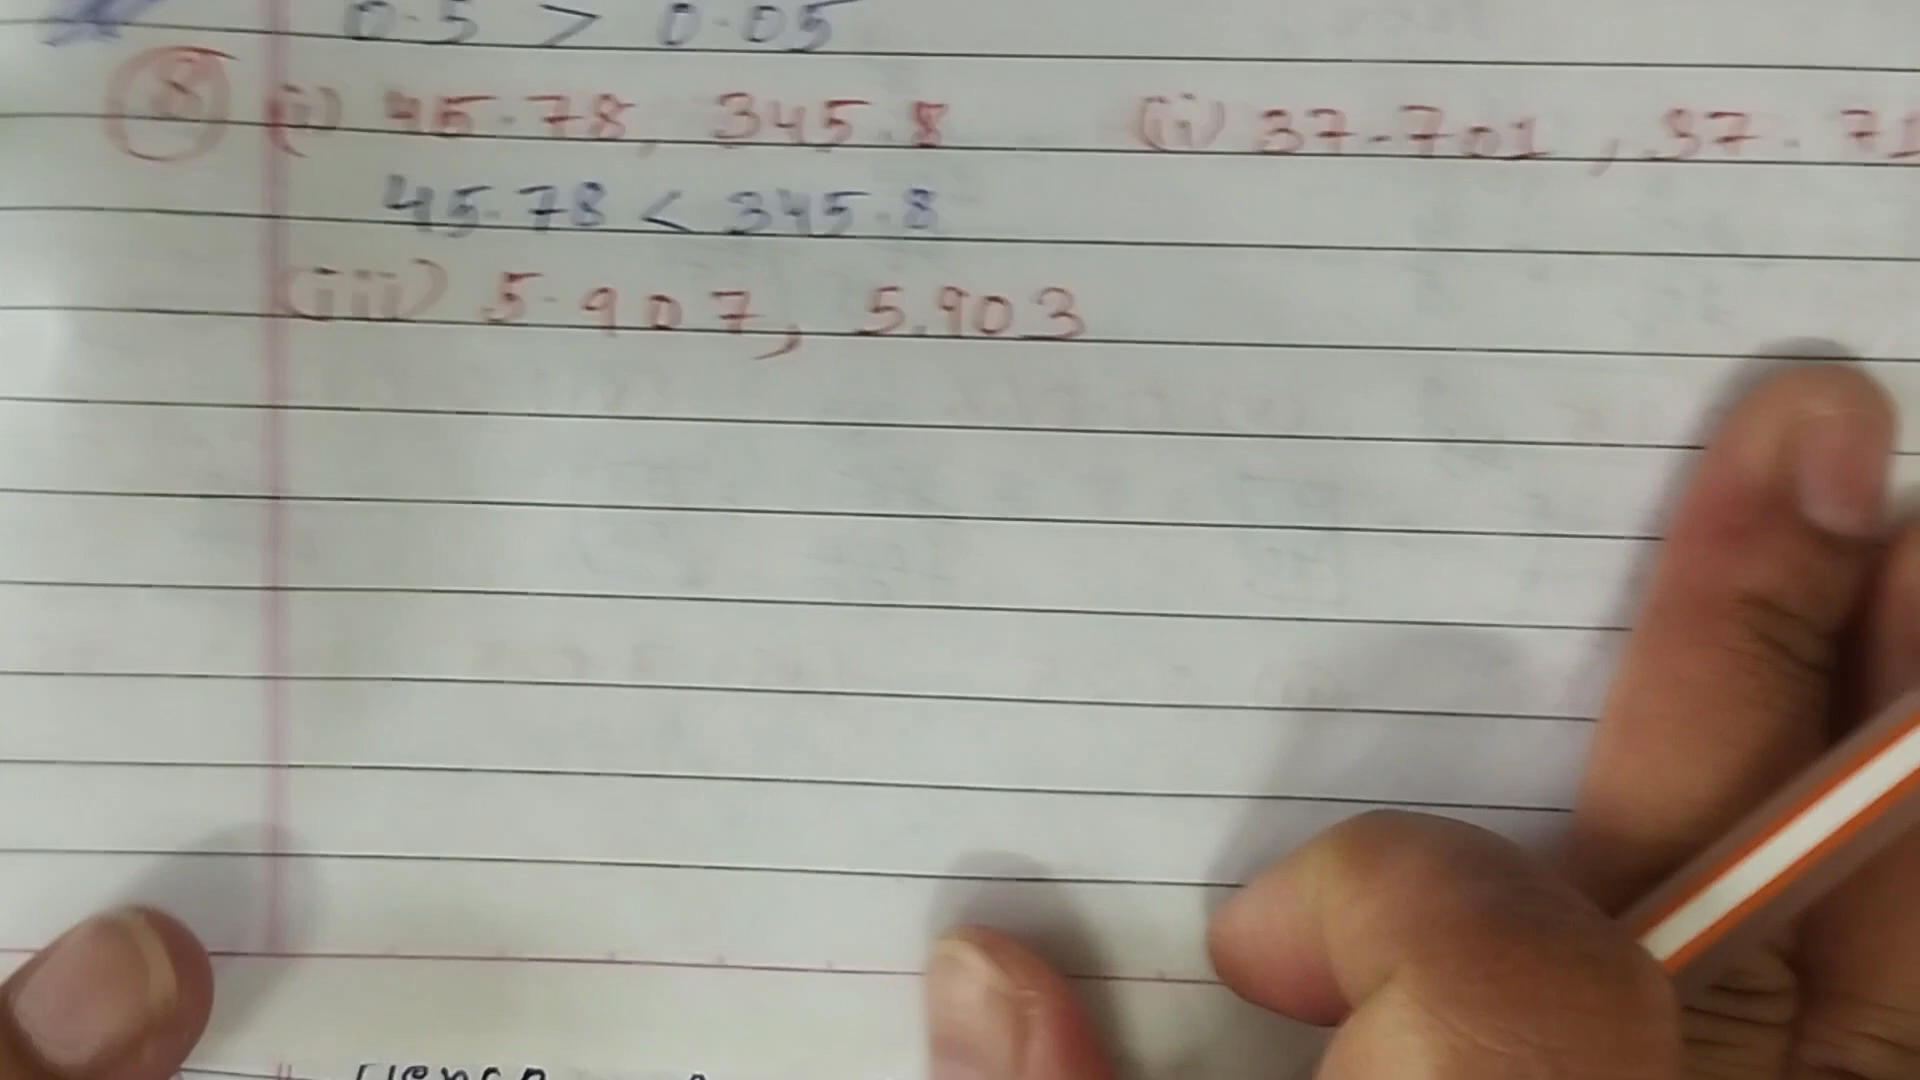 0.5 > 0.05
8 (i) 45.78, 345.8 (ii) 37.701, 37.71
45.78 < 345.8
(iii) 5.907, 5.903